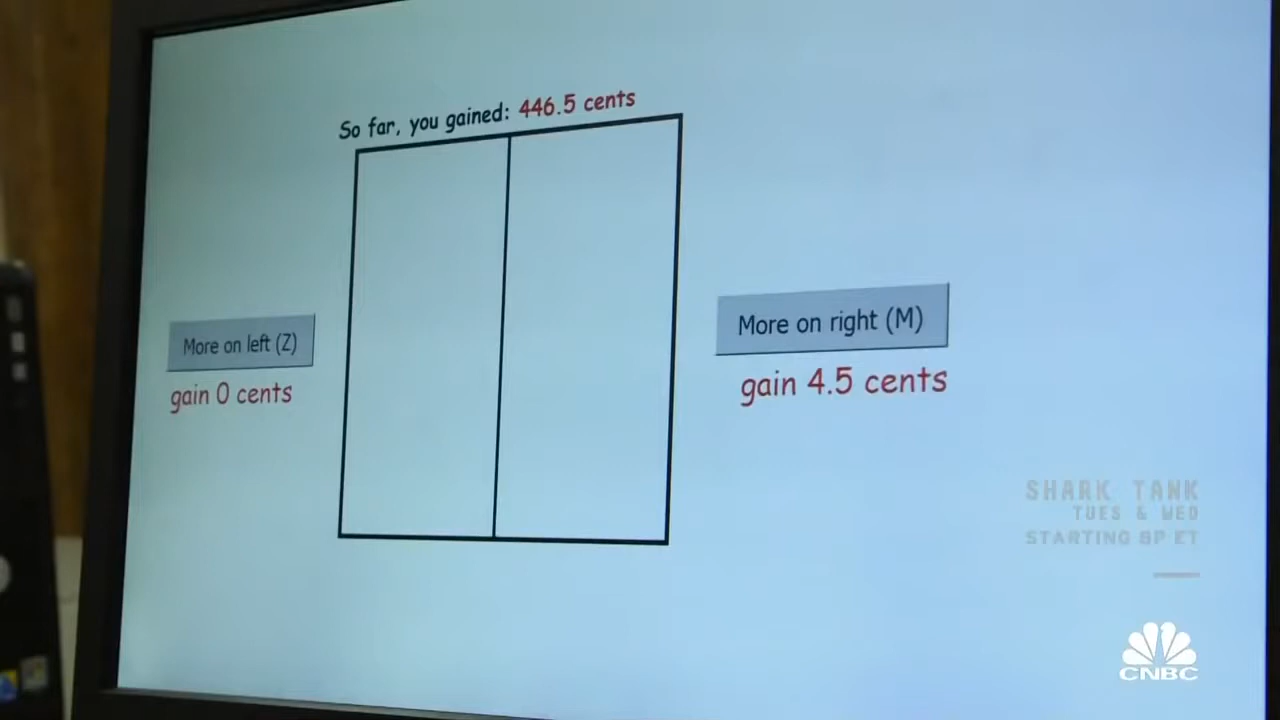 So far, you gained: 446.5 cents
More on left (Z)
gain 0 cents
More on right (M)
gain 4.5 cents
SHARK TANK
TUES & WED
STARTING 8P ET
CNBC